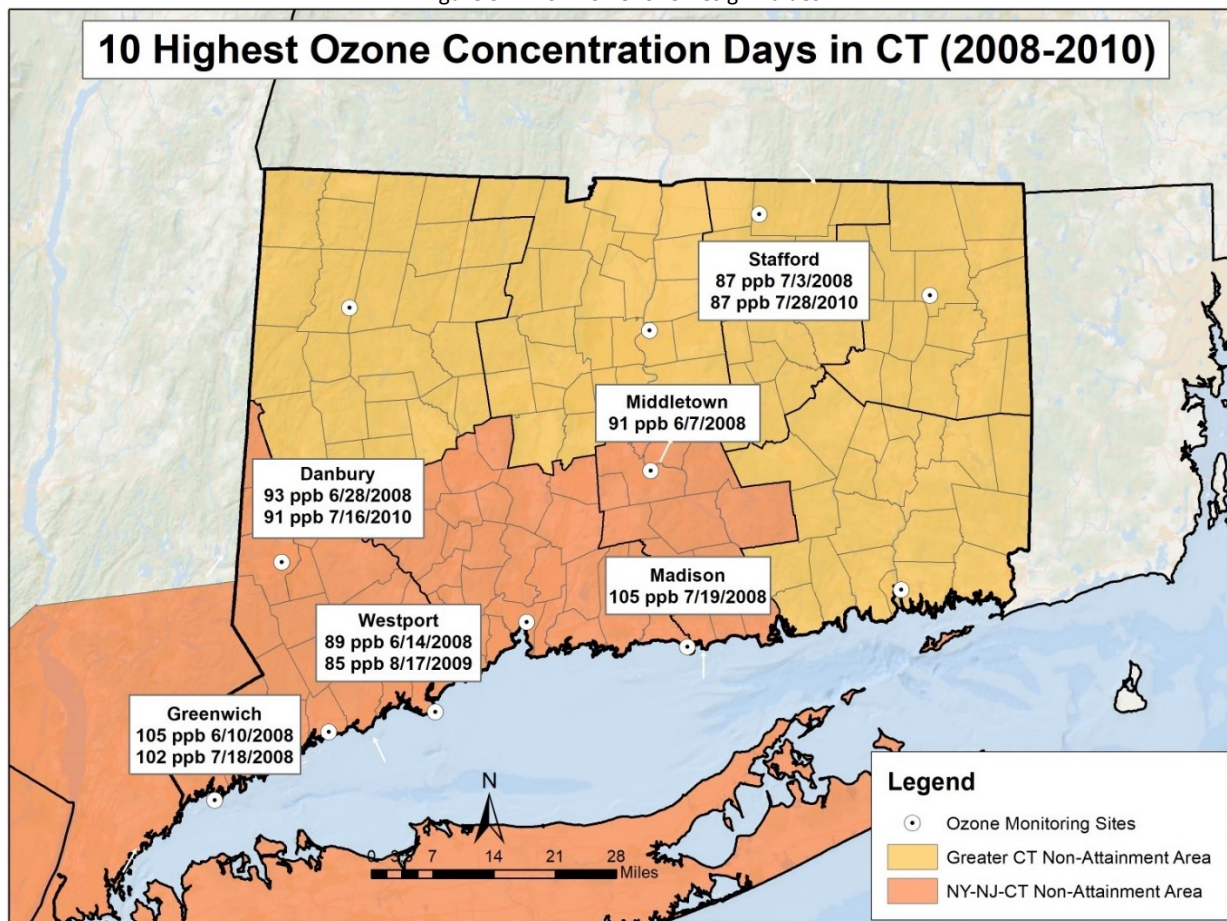 10 Highest Ozone Concentration Days in CT (2008-2010)
Stafford
87 ppb 7/3/2008
87 ppb 7/28/2010
Middletown
91 ppb 6/7/2008
Danbury
93 ppb 6/28/2008
91 ppb 7/16/2010
Madison
105 ppb 7/19/2008
Westport
89 ppb 6/14/2008
85 ppb 8/17/2009
Greenwich
105 ppb 6/10/2008
102 ppb 7/18/2008
N
7 14 21 28
Miles
Legend
Ozone Monitoring Sites
Greater CT Non-Attainment Area
NY-NJ-CT Non-Attainment Area